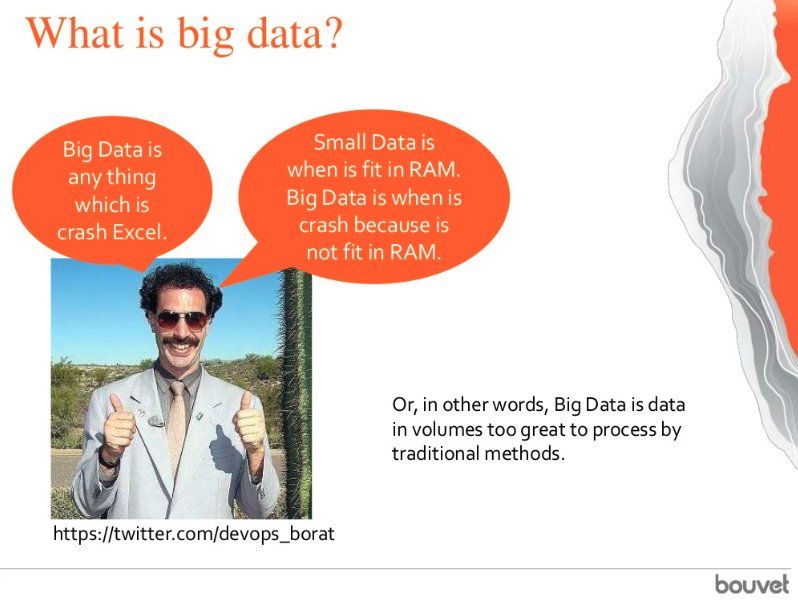 What is big data?
Big Data is
any thing
which is
crash Excel.
Small Data is
when is fit in RAM.
Big Data is when is
crash because is
not fit in RAM.
Or, in other words, Big Data is data
in volumes too great to process by
traditional methods.
https://twitter.com/devops_borat
bouvet